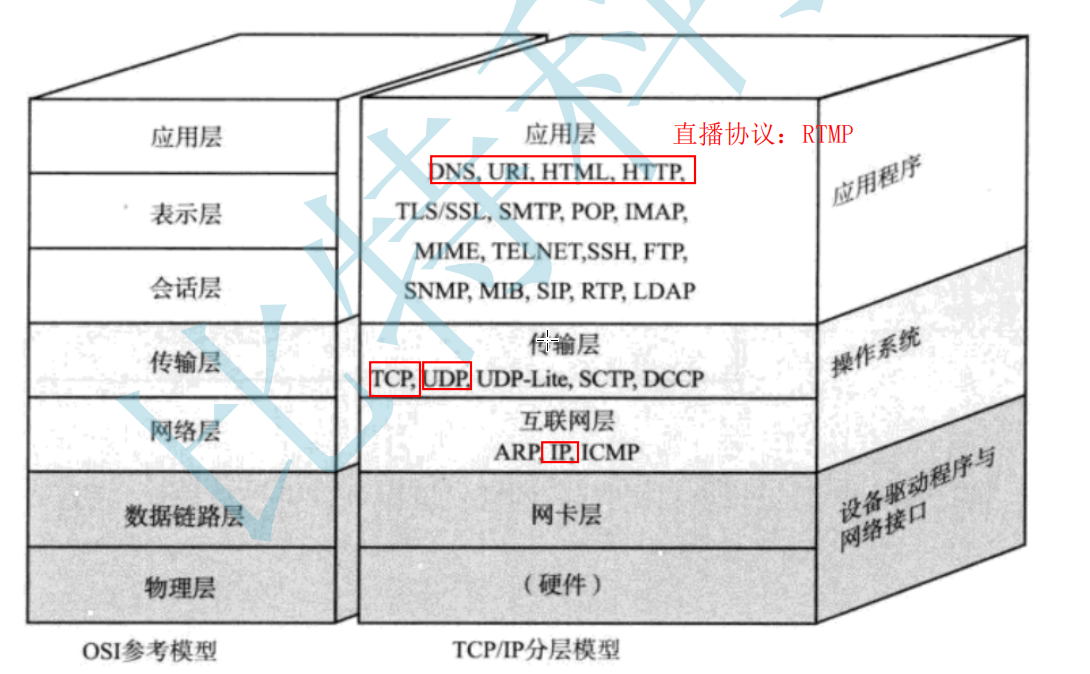 应用层
表示层
会话层
传输层
网络层
数据链路层
物理层
OSI参考模型
应用层
直播协议：RTMP
DNS, URI, HTML, HTTP,
TLS/SSL, SMTP, POP, IMAP,
MIME, TELNET,SSH, FTP,
SNMP, MIB, SIP, RTP, LDAP
传输层
TCP, UDP, UDP-Lite, SCTP, DCCP
互联网层
ARP, IP, ICMP
网卡层
（硬件）
TCP/IP分层模型
应用程序
操作系统
设备驱动程序与
网络接口
比特科